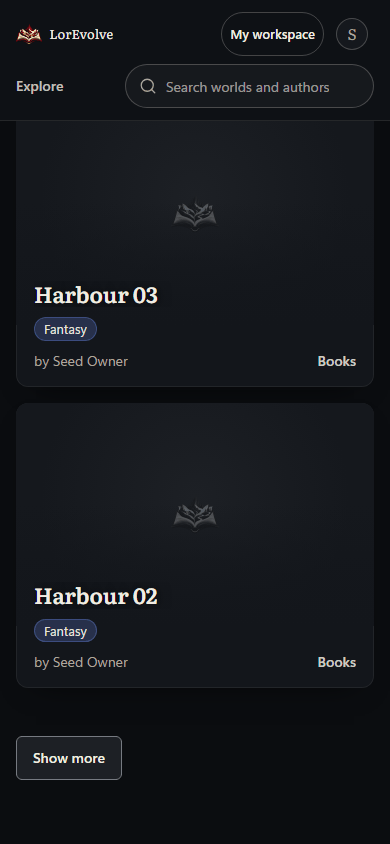 LorEvolve
My workspace
S
Explore
Search worlds and authors
Harbour 03
Fantasy
by Seed Owner
Books
Harbour 02
Fantasy
by Seed Owner
Books
Show more